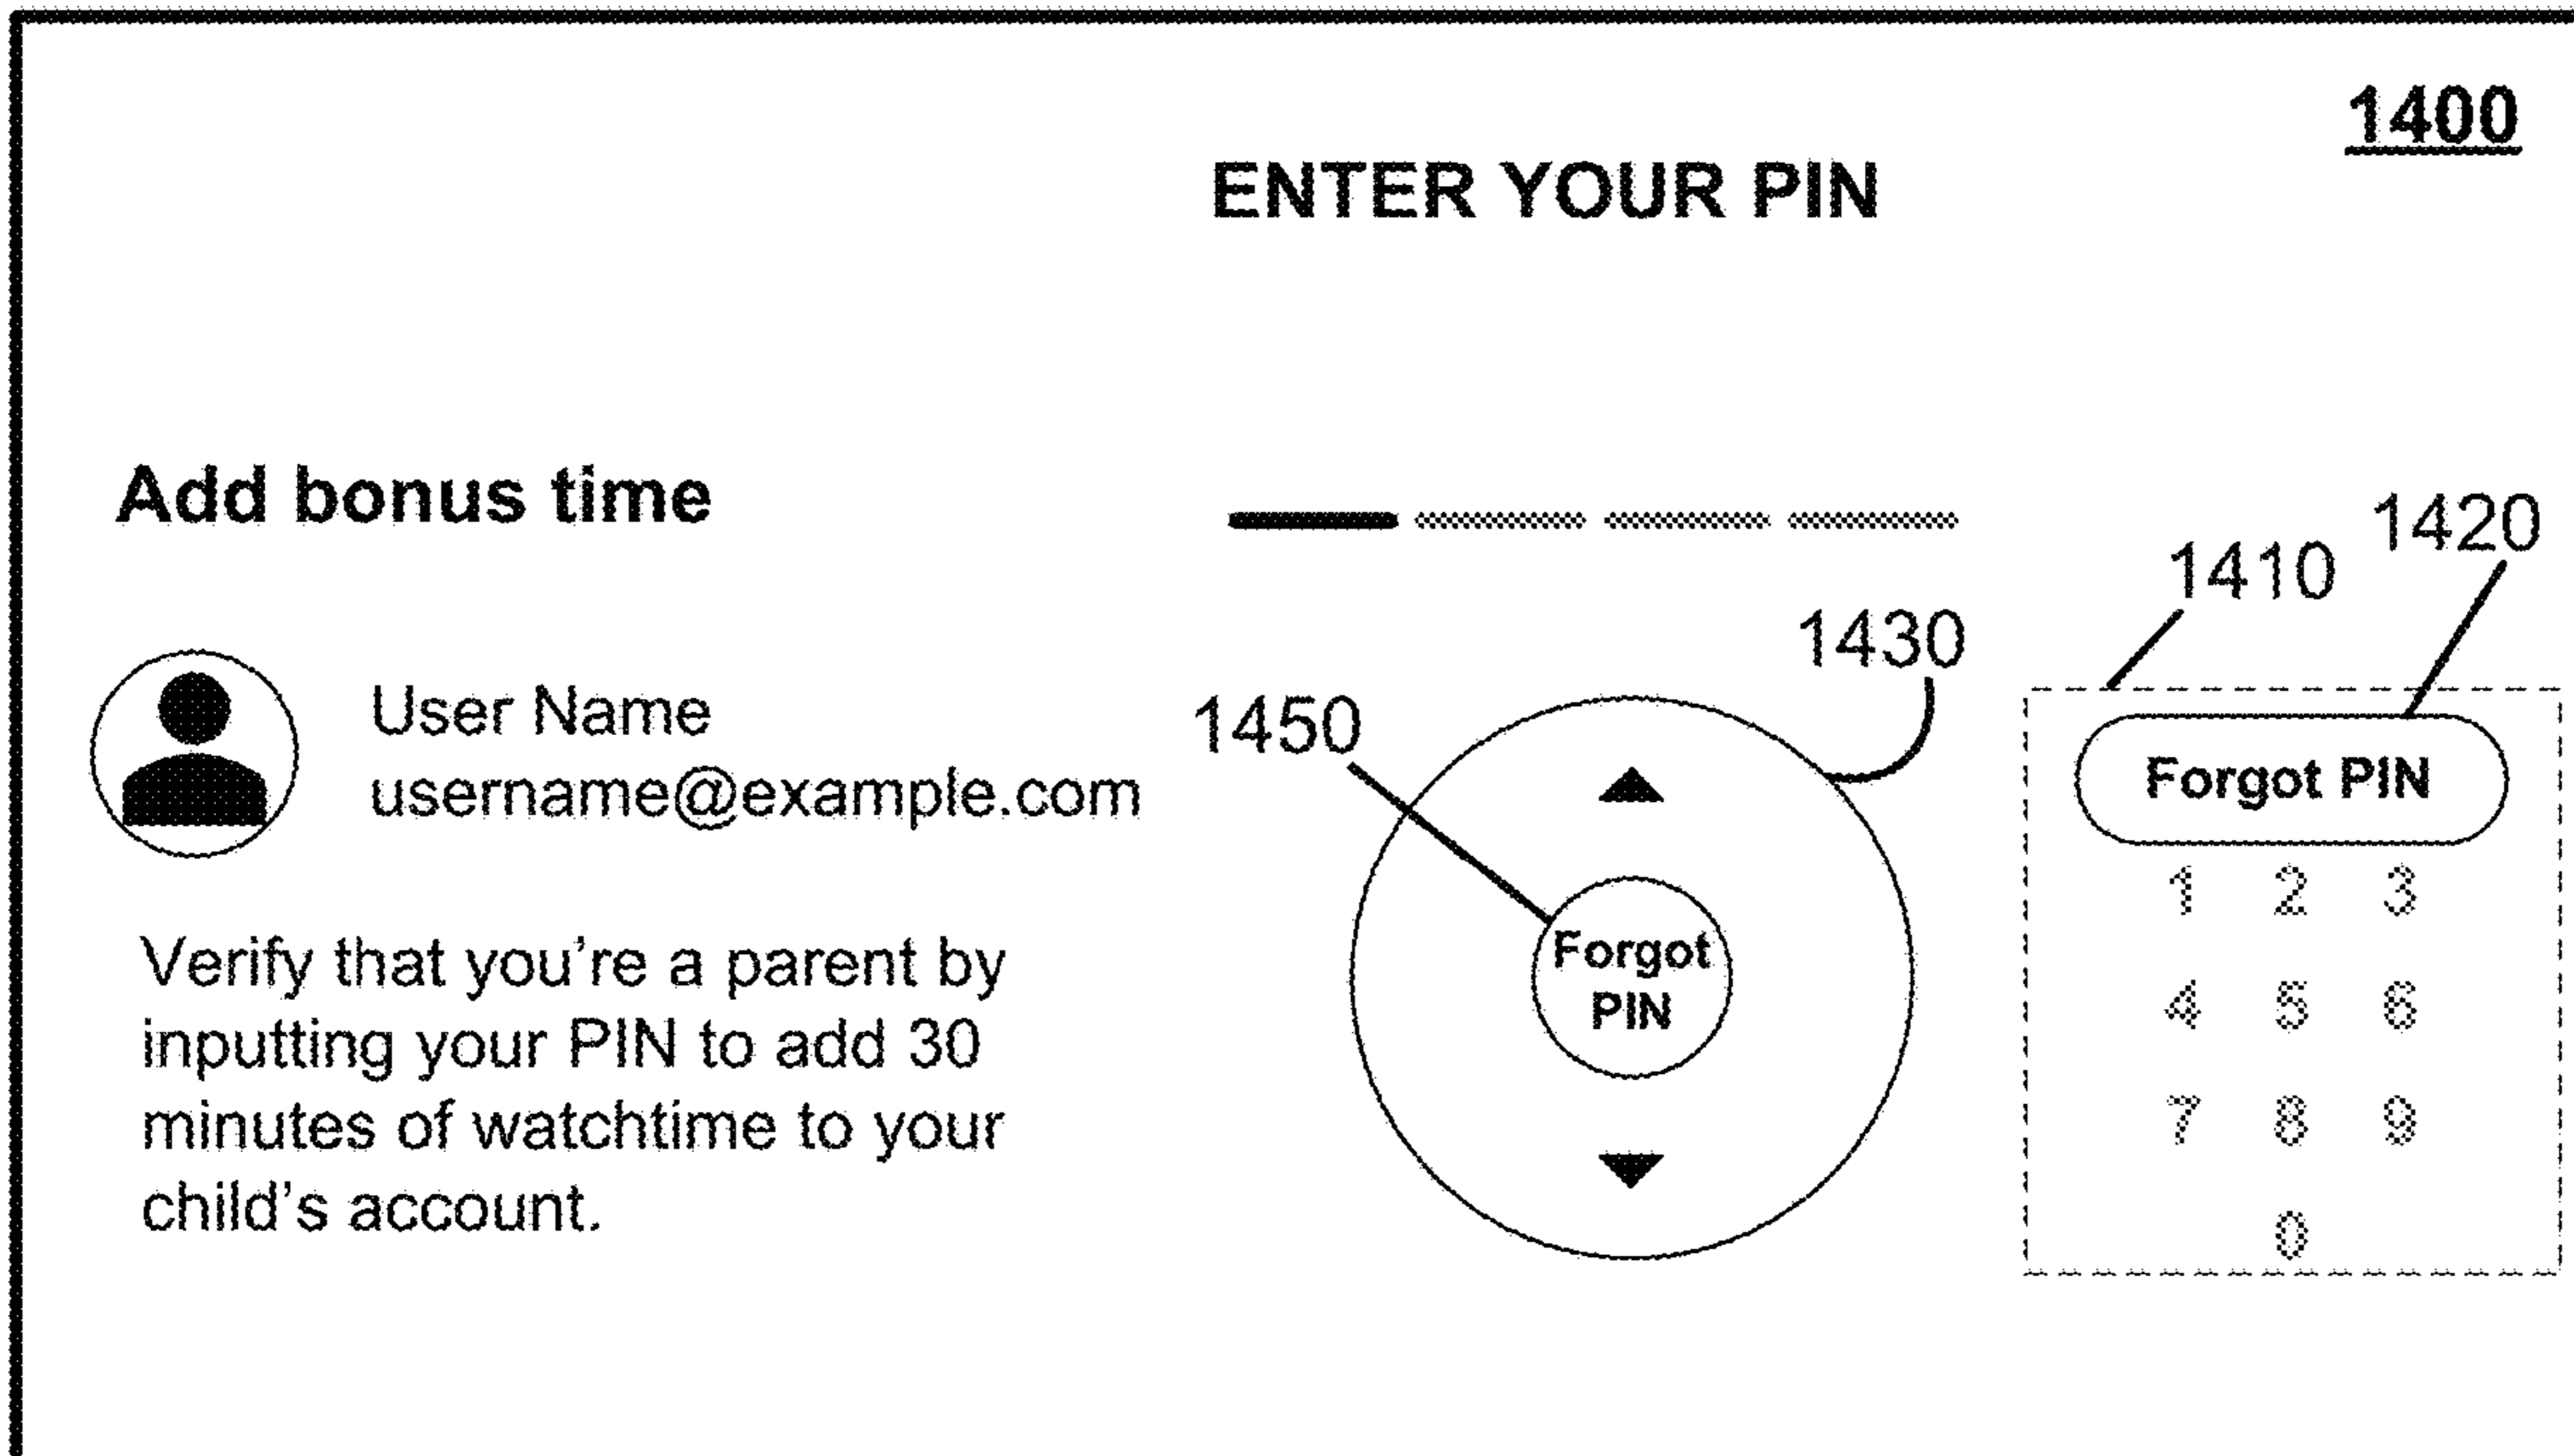 1400
ENTER YOUR PIN
Add bonus time
1420
1410
1430
1450
User Name
username@example.com
Forgot PIN
Forgot
PIN
1 2 3
4 5 6
7 8 9
0
Verify that you're a parent by
inputting your PIN to add 30
minutes of watchtime to your
child's account.